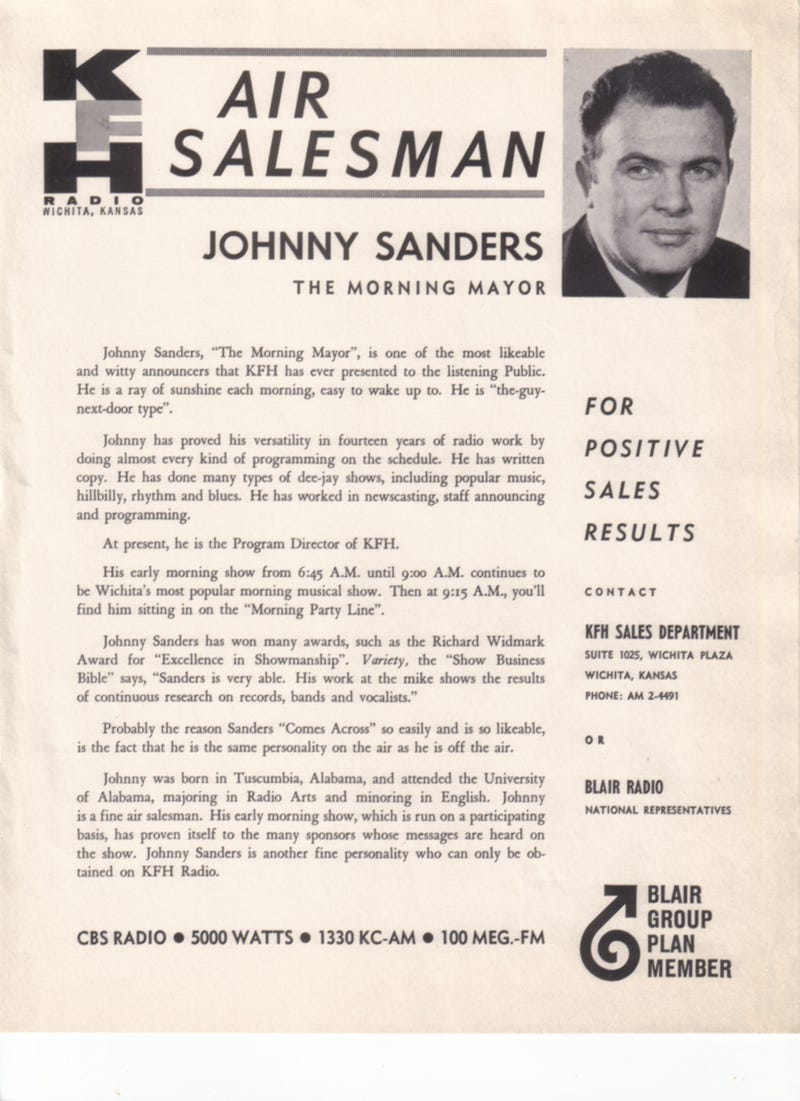 KFH
RADIO
WICHITA, KANSAS
AIR
SALESMAN
JOHNNY SANDERS
THE MORNING MAYOR
Johnny Sanders, “The Morning Mayor”, is one of the most likeable
and witty announcers that KFH has ever presented to the listening Public.
He is a ray of sunshine each morning, easy to wake up to. He is “the-guy-
next-door type”.
Johnny has proved his versatility in fourteen years of radio work by
doing almost every kind of programming on the schedule. He has written
copy. He has done many types of dee-jay shows, including popular music,
hillbilly, rhythm and blues. He has worked in newscasting, staff announcing
and programming.
At present, he is the Program Director of KFH.
His early morning show from 6:45 A.M. until 9:00 A.M. continues to
be Wichita's most popular morning musical show. Then at 9:15 A.M., you'll
find him sitting in on the “Morning Party Line”.
Johnny Sanders has won many awards, such as the Richard Widmark
Award for “Excellence in Showmanship”. Variety, the “Show Business
Bible” says, “Sanders is very able. His work at the mike shows the results
of continuous research on records, bands and vocalists.”
Probably the reason Sanders “Comes Across” so easily and is so likeable,
is the fact that he is the same personality on the air as he is off the air.
Johnny was born in Tuscumbia, Alabama, and attended the University
of Alabama, majoring in Radio Arts and minoring in English. Johnny
is a fine air salesman. His early morning show, which is run on a participating
basis, has proven itself to the many sponsors whose messages are heard on
the show. Johnny Sanders is another fine personality who can only be ob-
tained on KFH Radio.
CBS RADIO ● 5000 WATTS ● 1330 KC-AM ● 100 MEG.-FM
FOR
POSITIVE
SALES
RESULTS
CONTACT
KFH SALES DEPARTMENT
SUITE 1025, WICHITA PLAZA
WICHITA, KANSAS
PHONE: AM 2-4491
OR
BLAIR RADIO
NATIONAL REPRESENTATIVES
BLAIR
GROUP
PLAN
MEMBER